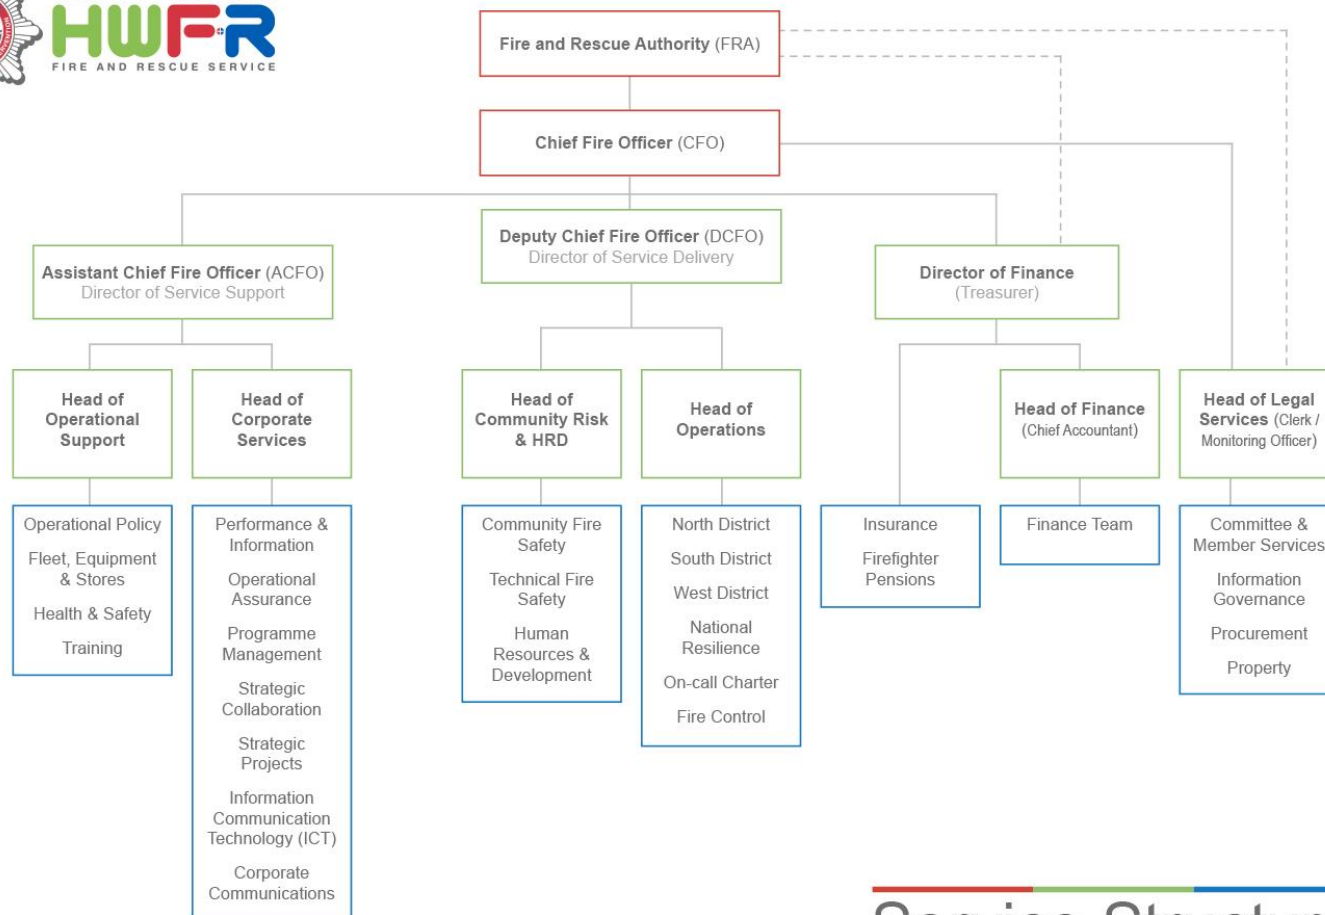 HWFR
FIRE AND RESCUE SERVICE
Fire and Rescue Authority (FRA)
Chief Fire Officer (CFO)
Assistant Chief Fire Officer (ACFO)
Director of Service Support
Deputy Chief Fire Officer (DCFO)
Director of Service Delivery
Director of Finance
(Treasurer)
Head of
Operational
Support
Head of
Corporate
Services
Head of
Community Risk
& HRD
Head of
Operations
Head of Finance
(Chief Accountant)
Head of Legal
Services (Clerk /
Monitoring Officer)
Operational Policy
Fleet, Equipment
& Stores
Health & Safety
Training
Performance &
Information
Operational
Assurance
Programme
Management
Strategic
Collaboration
Strategic
Projects
Information
Communication
Technology (ICT)
Corporate
Communications
Community Fire
Safety
Technical Fire
Safety
Human
Resources &
Development
North District
South District
West District
National
Resilience
On-call Charter
Fire Control
Insurance
Firefighter
Pensions
Finance Team
Committee &
Member Services
Information
Governance
Procurement
Property
Service